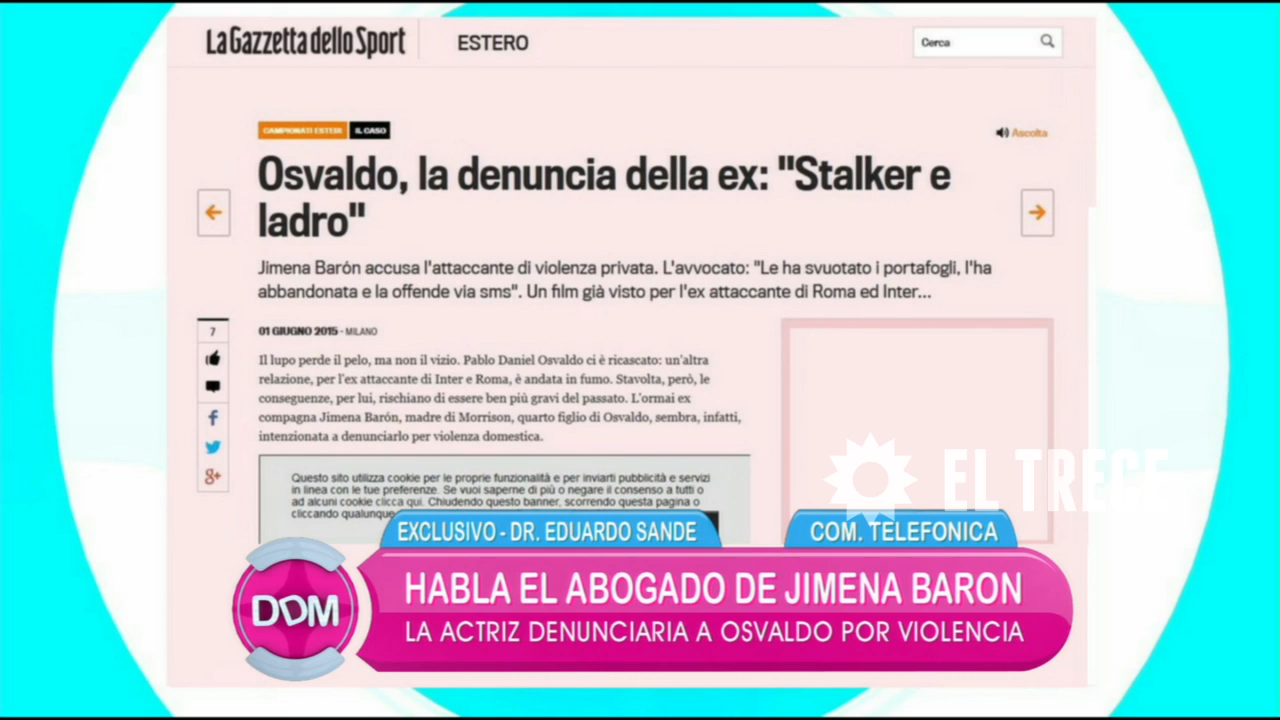 La Gazzetta dello Sport
ESTERO
Cerca
CAMPIONATI ESTERI IL CASO
Ascolta
Osvaldo, la denuncia della ex: "Stalker e
ladro"
Jimena Barón accusa l'attaccante di violenza privata. L'avvocato: "Le ha svuotato i portafogli, l'ha
abbandonata e la offende via sms". Un film già visto per l'ex attaccante di Roma ed Inter...
7
01 GIUGNO 2015 - MILANO
Il lupo perde il pelo, ma non il vizio. Pablo Daniel Osvaldo ci è ricascato: un'altra
relazione, per l'ex attaccante di Inter e Roma, è andata in fumo. Stavolta, però, le
conseguenze, per lui, rischiano di essere ben più gravi del passato. L'ormai ex
compagna Jimena Barón, madre di Morrison, quarto figlio di Osvaldo, sembra, infatti,
intenzionata a denunciarlo per violenza domestica.
Questo sito utilizza cookie per le proprie funzionalità e per inviarti pubblicità e servizi
in linea con le tue preferenze. Se vuoi saperne di più o negare il consenso a tutti o
ad alcuni cookie clicca qui. Chiudendo questo banner, scorrendo questa pagina o
cliccando qualunque
EL TRECE
EXCLUSIVO - DR. EDUARDO SANDE
COM. TELEFONICA
DDM
HABLA EL ABOGADO DE JIMENA BARON
LA ACTRIZ DENUNCIARIA A OSVALDO POR VIOLENCIA